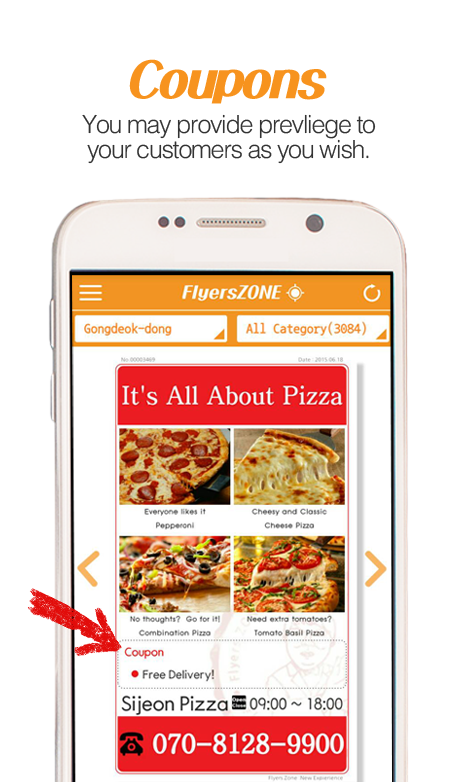 Coupons
You may provide prevliege to
your customers as you wish.
FlyersZONE
Gongdeok-dong
All Category(3084)
No.00003469
Date : 2015.06.18
It's All About Pizza
Everyone likes it
Pepperoni
Cheesy and Classic
Cheese Pizza
No thoughts? Go for it!
Combination Pizza
Need extra tomatoes?
Tomato Basil Pizza
Coupon
Free Delivery!
Sijeon Pizza Open Close 09:00 ~ 18:00
070-8128-9900
Flyers Zone New Experience